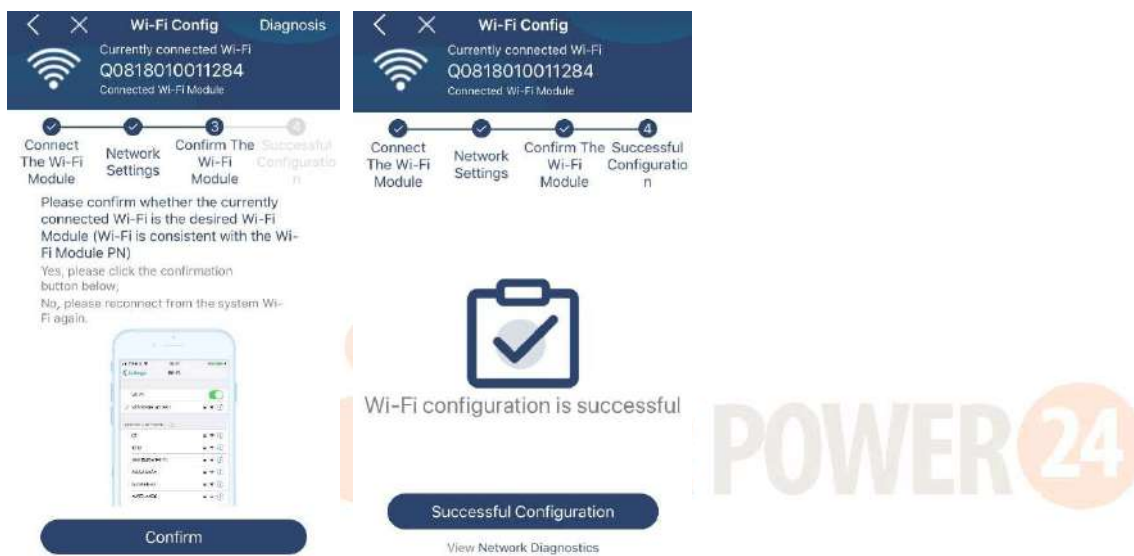 Wi-Fi Config Diagnosis
Currently connected Wi-Fi
Q0818010011284
Connected Wi-Fi Module
3 4
Connect The Wi-Fi Module
Network Settings
Confirm The Wi-Fi Module
Successful Configuratio n
Please confirm whether the currently
connected Wi-Fi is the desired Wi-Fi
Module (Wi-Fi is consistent with the Wi-
Fi Module PN)
Yes, please click the confirmation
button below,
No, please reconnect from the system Wi-
Fi again.
Confirm
Wi-Fi Config
Currently connected Wi-Fi
Q0818010011284
Connected Wi-Fi Module
4
Connect The Wi-Fi Module
Network Settings
Confirm The Wi-Fi Module
Successful Configuratio n
Wi-Fi configuration is successful
Successful Configuration
View Network Diagnostics
POWER 24